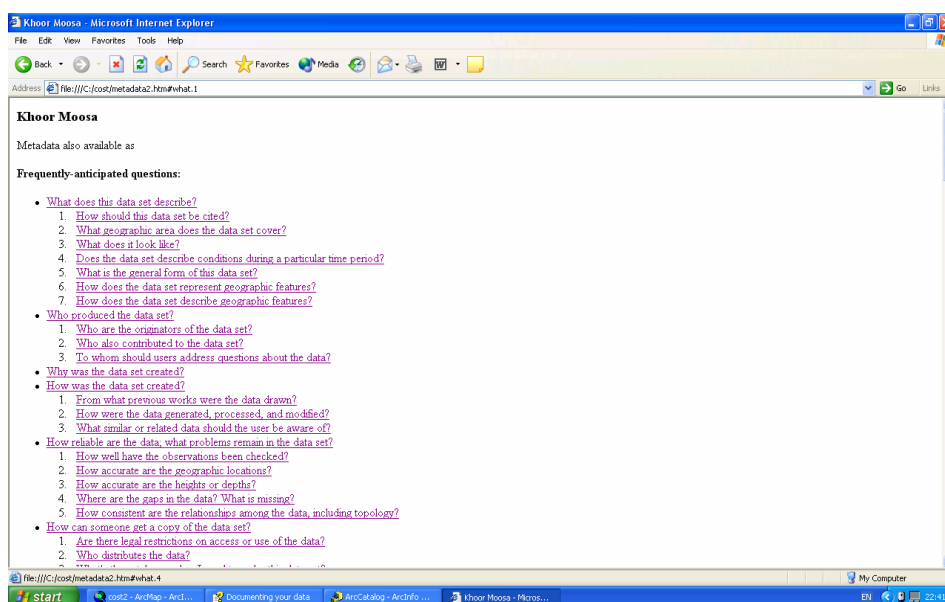 Khoor Moosa - Microsoft Internet Explorer
File Edit View Favorites Tools Help
Back Search Favorites Media W
Address file:///C:/cost/metadata2.htm#what.1 Go Links
Khoor Moosa
Metadata also available as
Frequently-anticipated questions:
• What does this data set describe?
1. How should this data set be cited?
2. What geographic area does the data set cover?
3. What does it look like?
4. Does the data set describe conditions during a particular time period?
5. What is the general form of this data set?
6. How does the data set represent geographic features?
7. How does the data set describe geographic features?
• Who produced the data set?
1. Who are the originators of the data set?
2. Who also contributed to the data set?
3. To whom should users address questions about the data?
• Why was the data set created?
• How was the data set created?
1. From what previous works were the data drawn?
2. How were the data generated, processed, and modified?
3. What similar or related data should the user be aware of?
• How reliable are the data; what problems remain in the data set?
1. How well have the observations been checked?
2. How accurate are the geographic locations?
3. How accurate are the heights or depths?
4. Where are the gaps in the data? What is missing?
5. How consistent are the relationships among the data, including topology?
• How can someone get a copy of the data set?
1. Are there legal restrictions on access or use of the data?
2. Who distributes the data?
file:///C:/cost/metadata2.htm#what.4 My Computer
start cost2 - ArcMap - ArcI... Documenting your data ArcCatalog - ArcInfo ... Khoor Moosa - Micros... EN 22:41